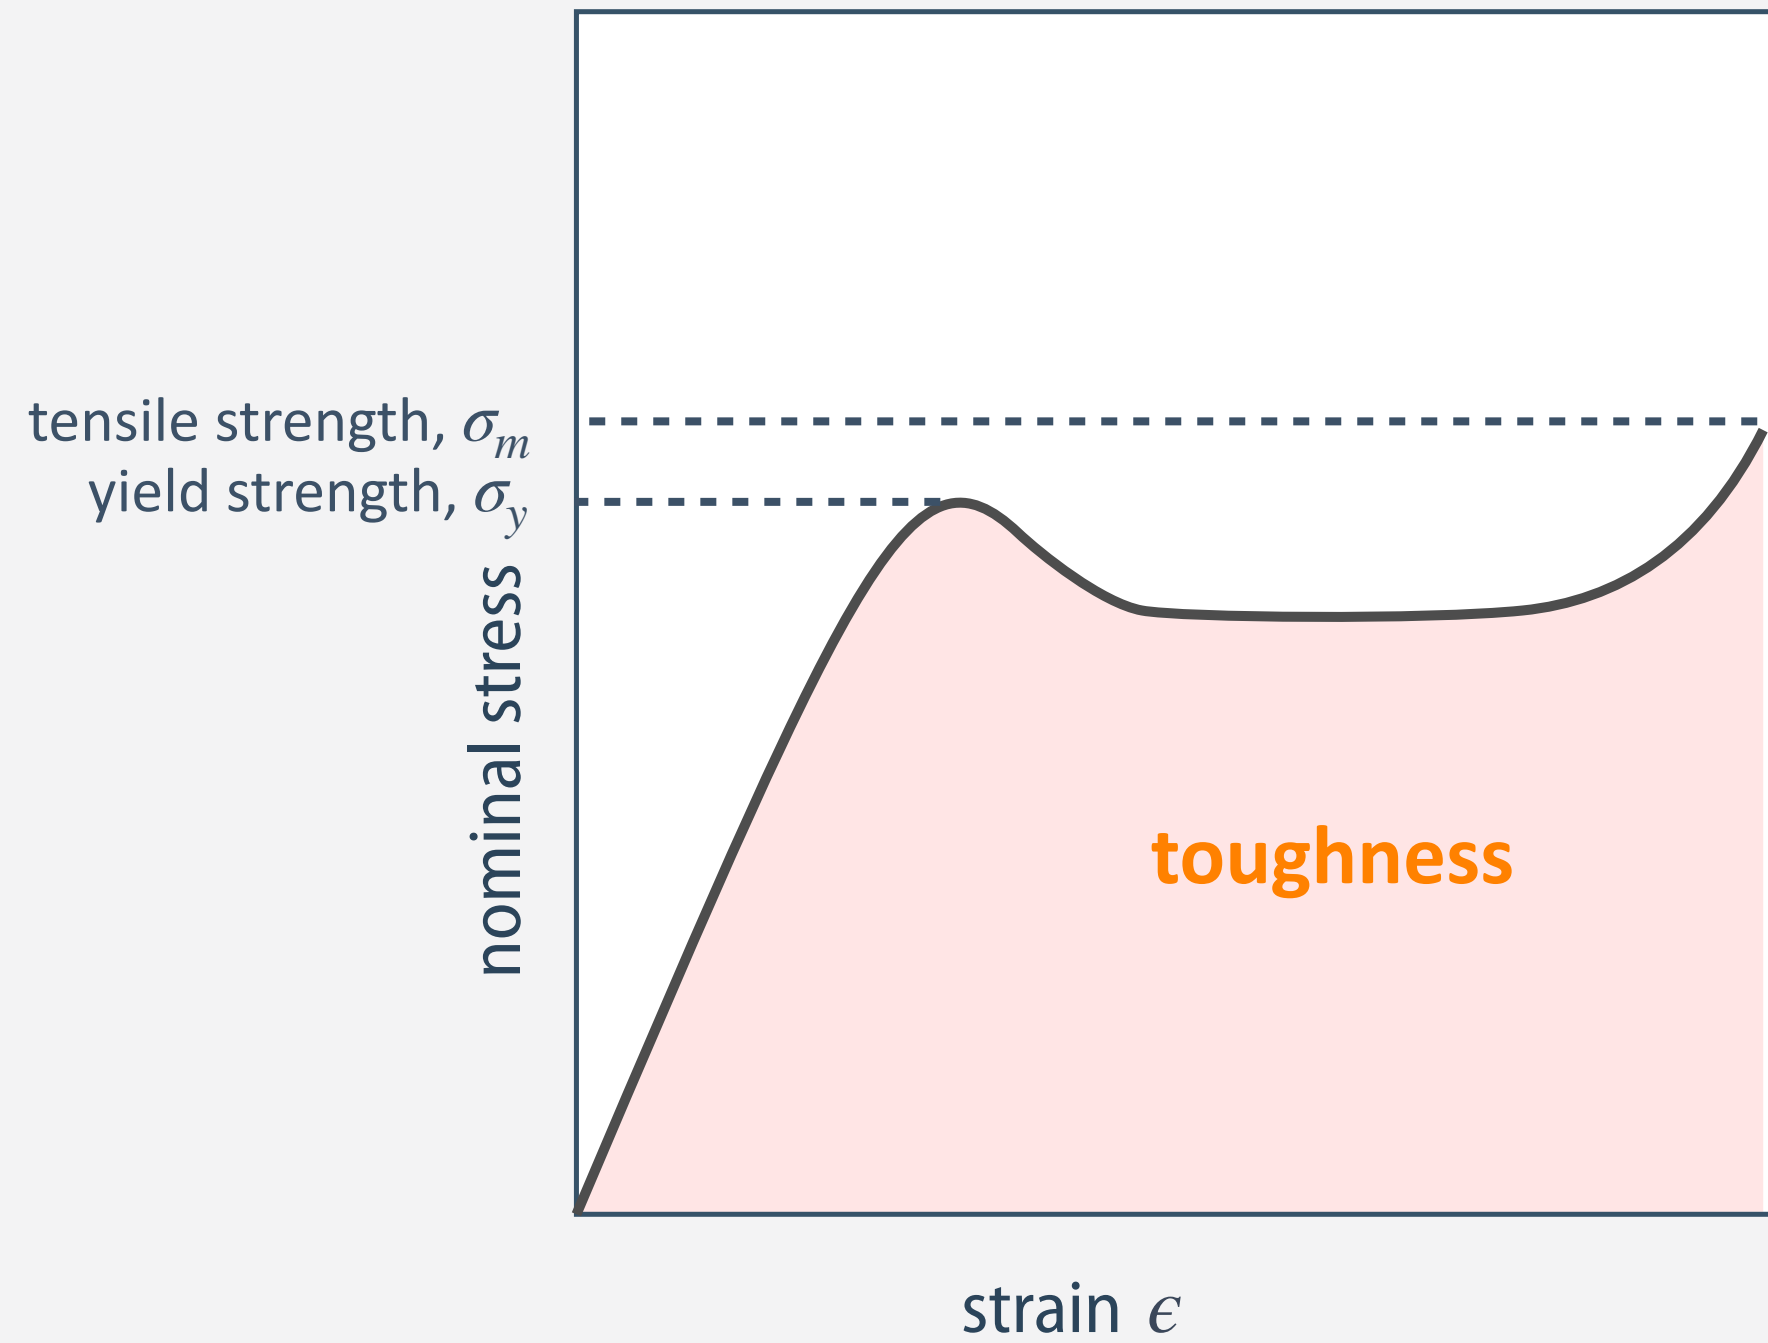 tensile strength, σm
yield strength, σy
nominal stress
toughness
strain ϵ